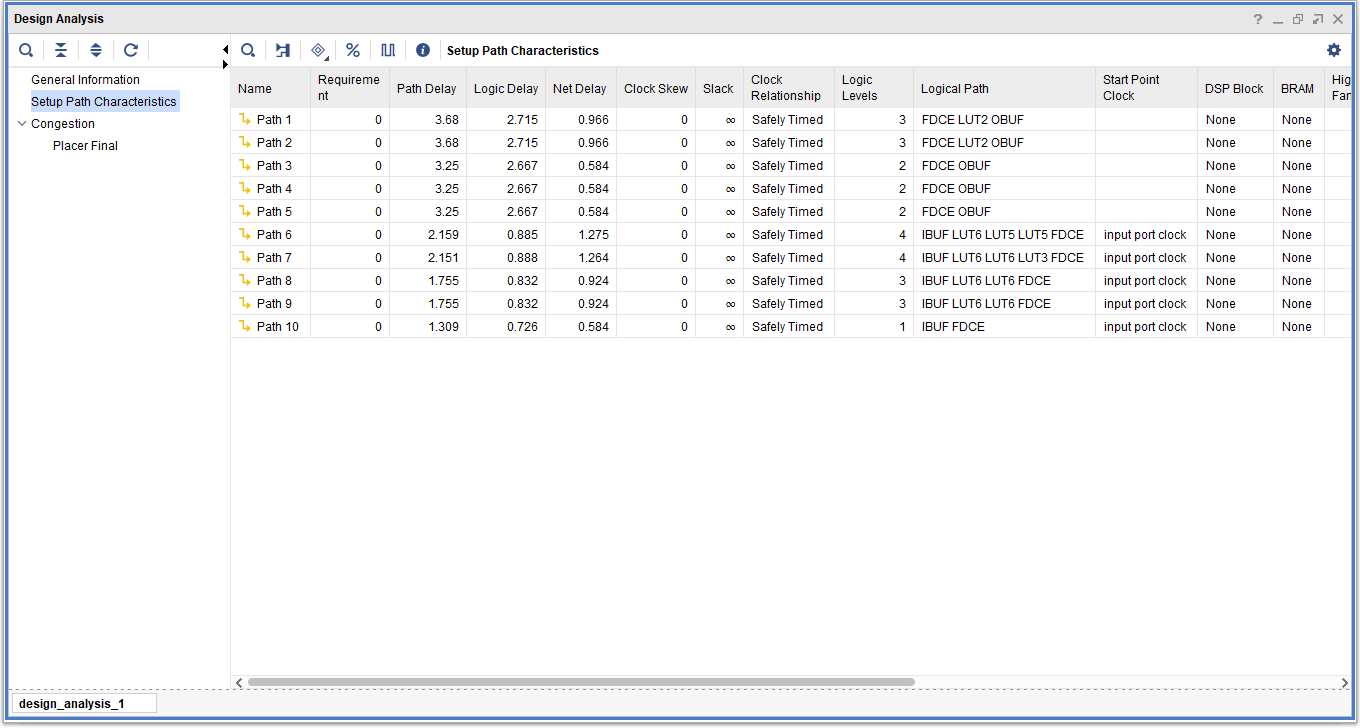 Design Analysis
General Information
Setup Path Characteristics
Congestion
Placer Final
Setup Path Characteristics
Name Requireme nt Path Delay Logic Delay Net Delay Clock Skew Slack Clock Relationship Logic Levels Logical Path Start Point Clock DSP Block BRAM Hig Fan
Path 1 0 3.68 2.715 0.966 0 ∞ Safely Timed 3 FDCE LUT2 OBUF None None
Path 2 0 3.68 2.715 0.966 0 ∞ Safely Timed 3 FDCE LUT2 OBUF None None
Path 3 0 3.25 2.667 0.584 0 ∞ Safely Timed 2 FDCE OBUF None None
Path 4 0 3.25 2.667 0.584 0 ∞ Safely Timed 2 FDCE OBUF None None
Path 5 0 3.25 2.667 0.584 0 ∞ Safely Timed 2 FDCE OBUF None None
Path 6 0 2.159 0.885 1.275 0 ∞ Safely Timed 4 IBUF LUT6 LUT5 LUT5 FDCE input port clock None None
Path 7 0 2.151 0.888 1.264 0 ∞ Safely Timed 4 IBUF LUT6 LUT6 LUT3 FDCE input port clock None None
Path 8 0 1.755 0.832 0.924 0 ∞ Safely Timed 3 IBUF LUT6 LUT6 FDCE input port clock None None
Path 9 0 1.755 0.832 0.924 0 ∞ Safely Timed 3 IBUF LUT6 LUT6 FDCE input port clock None None
Path 10 0 1.309 0.726 0.584 0 ∞ Safely Timed 1 IBUF FDCE input port clock None None
design_analysis_1